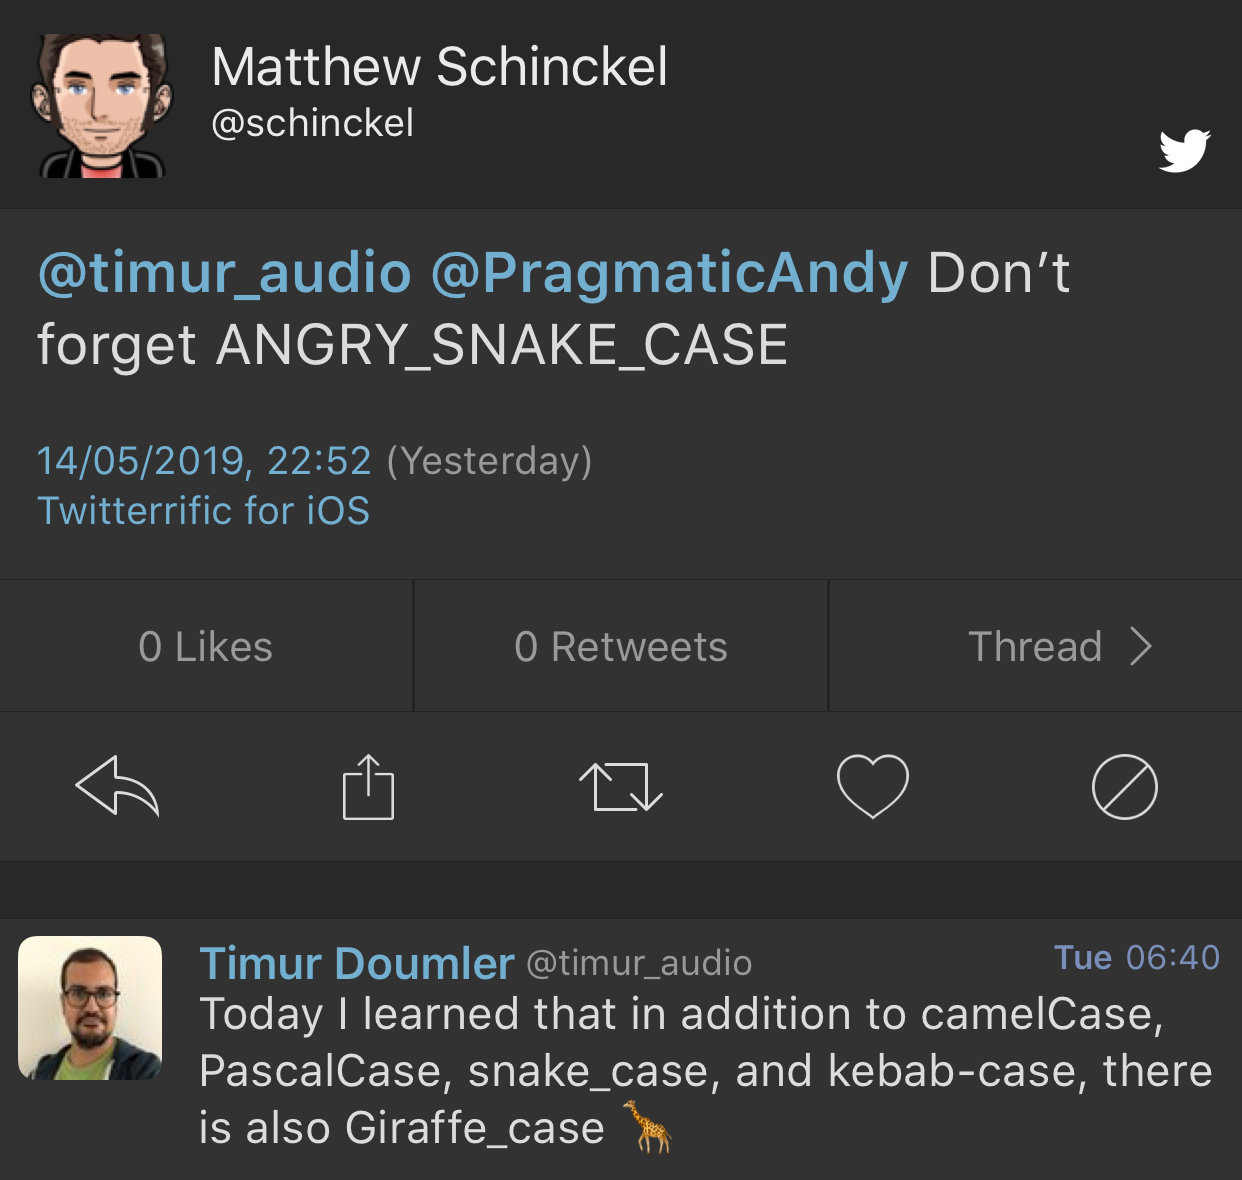 Matthew Schinckel
@schinckel
@timur_audio @PragmaticAndy Don’t
forget ANGRY_SNAKE_CASE
14/05/2019, 22:52 (Yesterday)
Twitterrific for iOS
0 Likes
0 Retweets
Thread
Timur Doumler @timur_audio
Tue 06:40
Today I learned that in addition to camelCase,
PascalCase, snake_case, and kebab-case, there
is also Giraffe_case 🦒